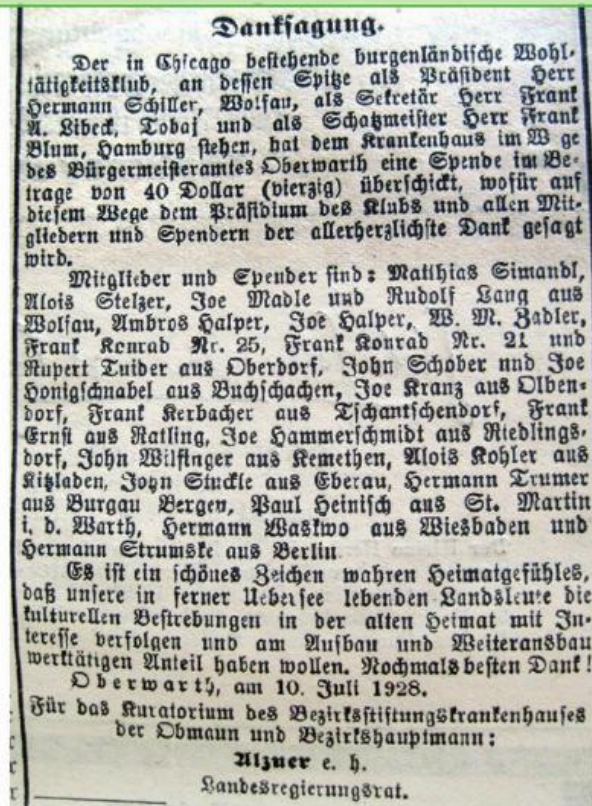 Danksagung.
Der in Chicago bestehende burgenländische Wohl-
tätigkeitsklub, an dessen Spitze als Präsident Herr
Hermann Schiller, Wolfau, als Sekretär Herr Frank
A. Libeck, Tobaj und als Schatzmeister Herr Frank
Blum, Hamburg stehen, hat dem Krankenhaus im W ge
des Bürgermeisteramtes Oberwarth eine Spende im Be-
trage von 40 Dollar (vierzig) überschickt, wofür auf
diesem Wege dem Präsidium des Klubs und allen Mit-
gliedern und Spendern der allerherzlichste Dank gesagt
wird.
Mitglieder und Spender sind: Matthias Simandl,
Alois Stelzer, Joe Madle und Rudolf Lang aus
Wolfau, Ambros Halper, Joe Halper, W. M. Zadler,
Frank Konrad Nr. 25, Frank Konrad Nr. 21 und
Rupert Tuider aus Oberdorf, John Schober nnd Joe
Honigschnabel aus Buchschachen, Joe Kranz aus Olben-
dorf, Frank Kerbacher aus Tschantschendorf, Frank
Ernst aus Ratling, Joe Hammerschmidt aus Riedlings-
dorf, John Wilfinger aus Kemethen, Alois Kohler aus
Kitzladen, John Stuckle aus Eberau, Hermann Trumer
aus Burgau Bergen, Paul Heinisch aus St. Martin
i. d. Warth, Hermann Waskwo aus Wiesbaden und
Hermann Strumske aus Berlin
Es ist ein schönes Zeichen wahren Heimatgefühles,
daß unsere in ferner Uebersee lebenden Landsleute die
kulturellen Bestrebungen in der alten Heimat mit In-
teresse verfolgen und am Aufbau und Weiteransbau
werktätigen Anteil haben wollen. Nochmals besten Dank!
Oberwarth, am 10. Juli 1928.
Für das Kuratorium des Bezirksstiftungskrankenhauses
der Obmaun und Bezirkshauptmann:
Alzner e. h.
Landesregierungsrat.